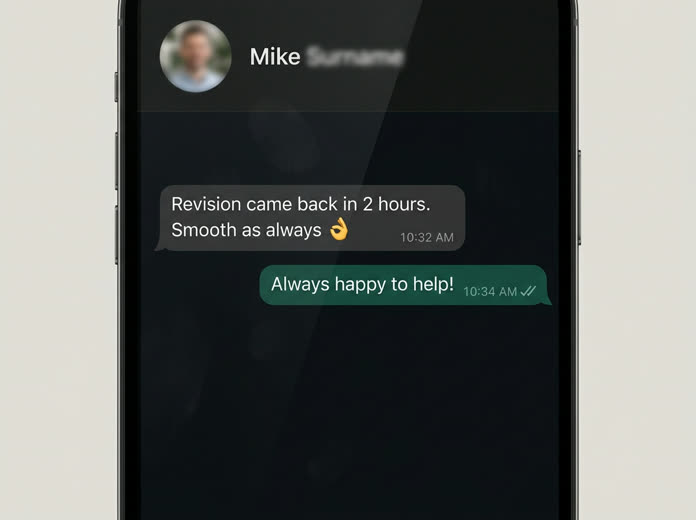 Mike
Revision came back in 2 hours.
Smooth as always 👌
10:32 AM
Always happy to help!
10:34 AM